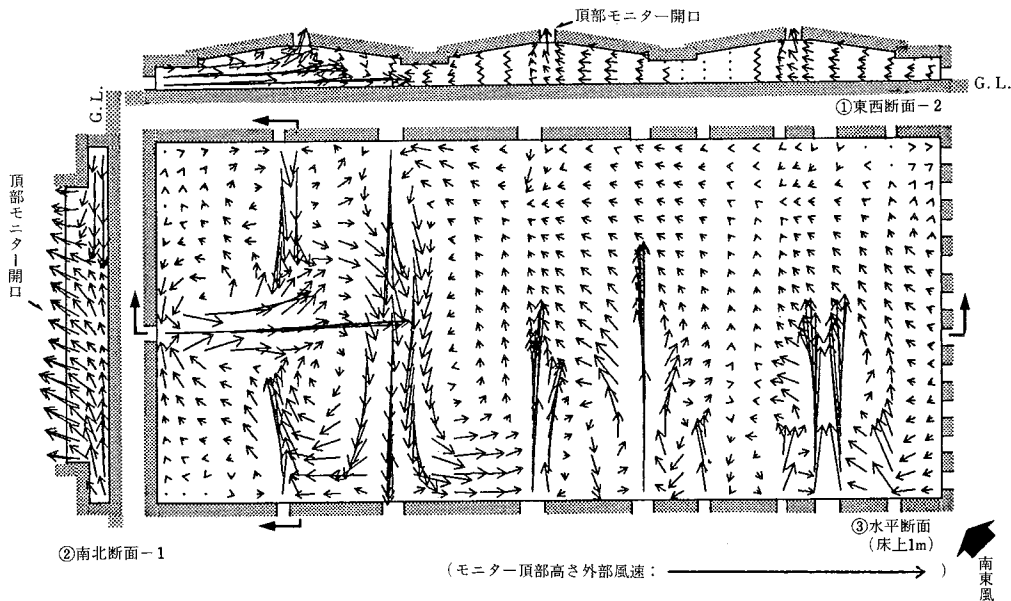 頂部モニター開口
G.L.
G.L.
①東西断面－2
頂部モニター開口
②南北断面－1
③水平断面
(床上1m)
(モニター頂部高さ外部風速： )
南東風